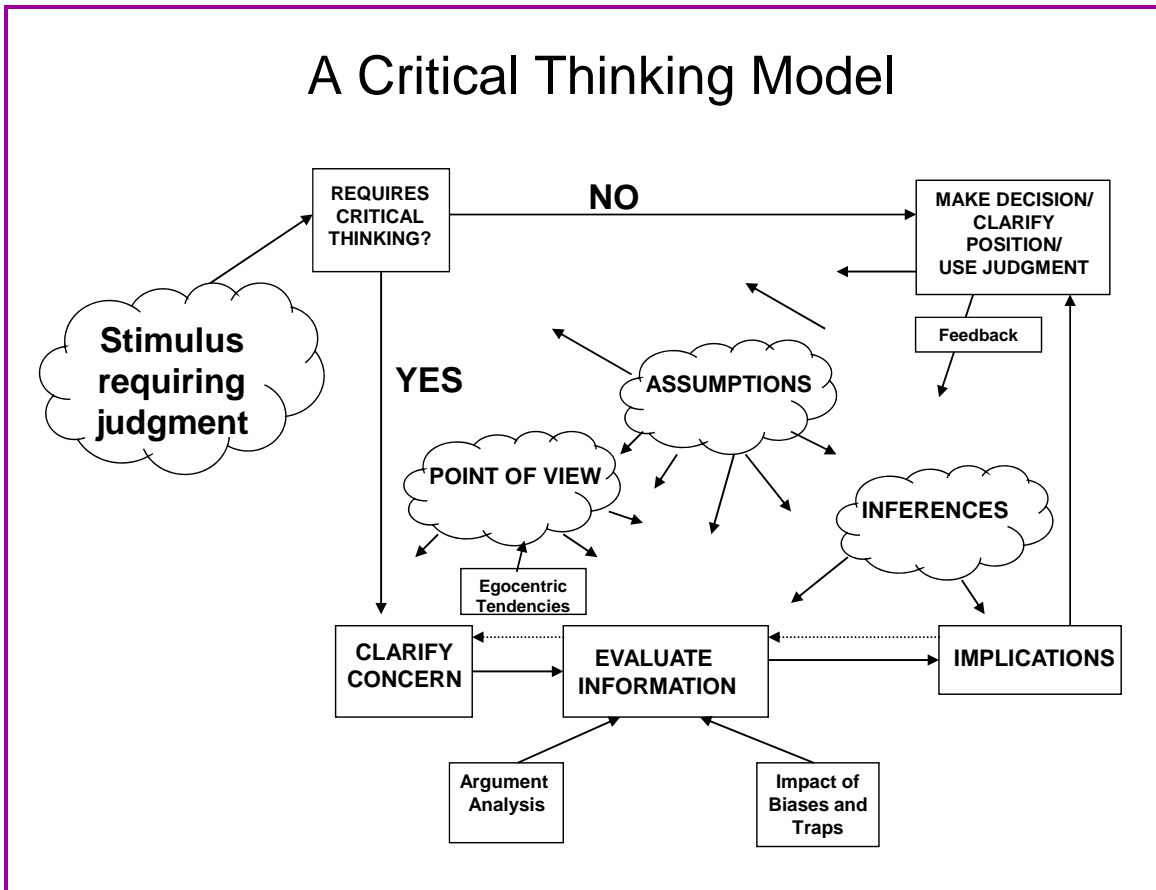 A Critical Thinking Model
REQUIRES
CRITICAL
THINKING?
NO
MAKE DECISION/
CLARIFY
POSITION/
USE JUDGMENT
Stimulus
requiring
judgment
YES
Feedback
ASSUMPTIONS
POINT OF VIEW
INFERENCES
Egocentric
Tendencies
CLARIFY
CONCERN
EVALUATE
INFORMATION
IMPLICATIONS
Argument
Analysis
Impact of
Biases and
Traps